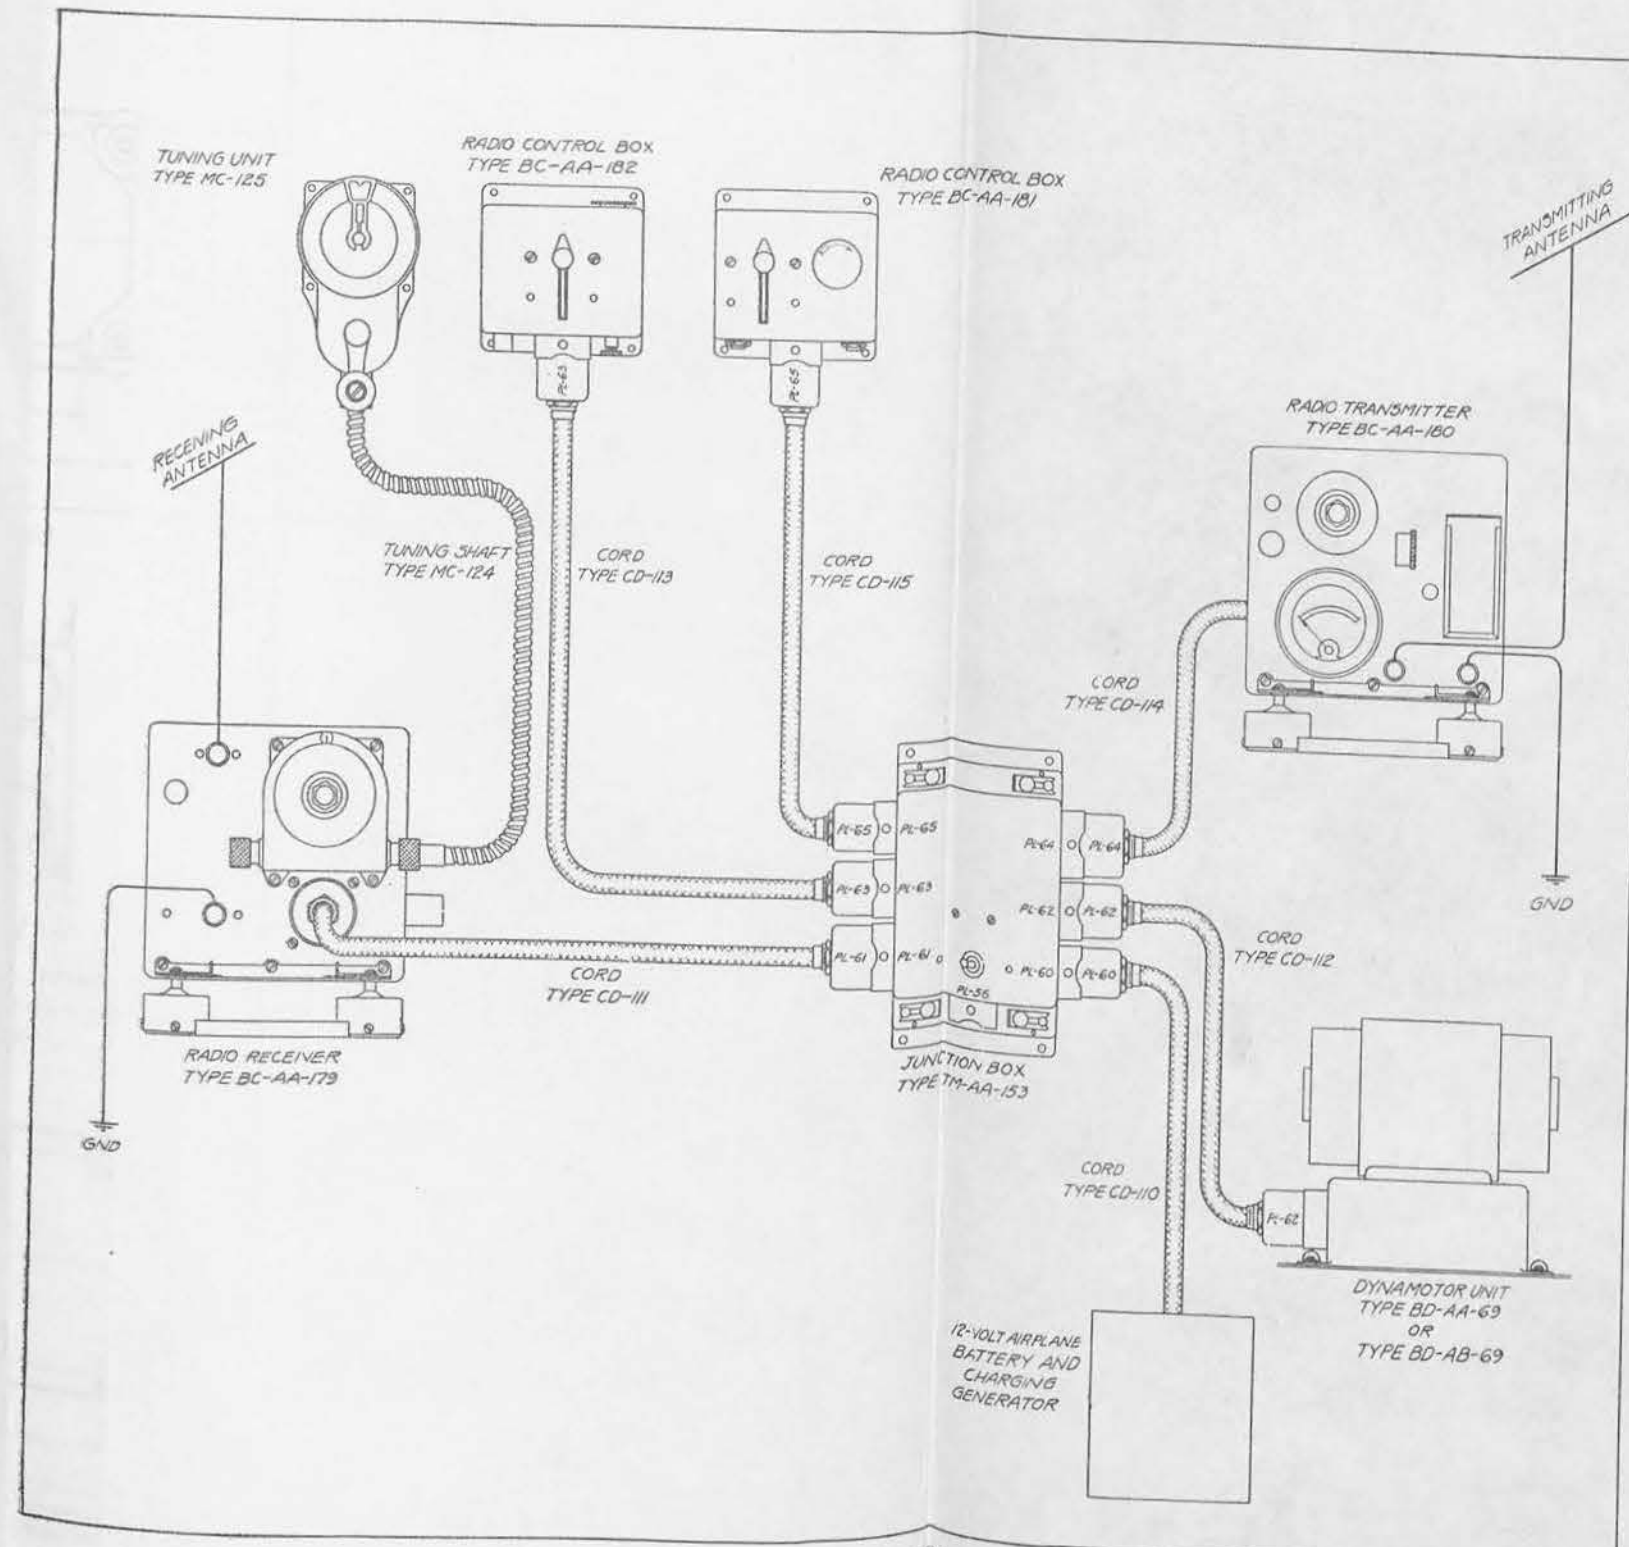 TUNING UNIT
TYPE MC-125
RADIO CONTROL BOX
TYPE BC-AA-182
RADIO CONTROL BOX
TYPE BC-AA-181
TRANSMITTING
ANTENNA
PL-63
PL-65
RECEIVING
ANTENNA
RADIO TRANSMITTER
TYPE BC-AA-180
TUNING SHAFT
TYPE MC-124
CORD
TYPE CD-113
CORD
TYPE CD-115
CORD
TYPE CD-114
PL-65
PL-65
PL-64
PL-64
PL-63
PL-63
PL-62
PL-62
PL-61
PL-61
PL-60
PL-60
PL-56
GND
CORD
TYPE CD-112
CORD
TYPE CD-111
RADIO RECEIVER
TYPE BC-AA-179
JUNCTION BOX
TYPE TM-AA-153
GND
CORD
TYPE CD-110
PL-62
DYNAMOTOR UNIT
TYPE BD-AA-69
OR
TYPE BD-AB-69
12-VOLT AIRPLANE
BATTERY AND
CHARGING
GENERATOR